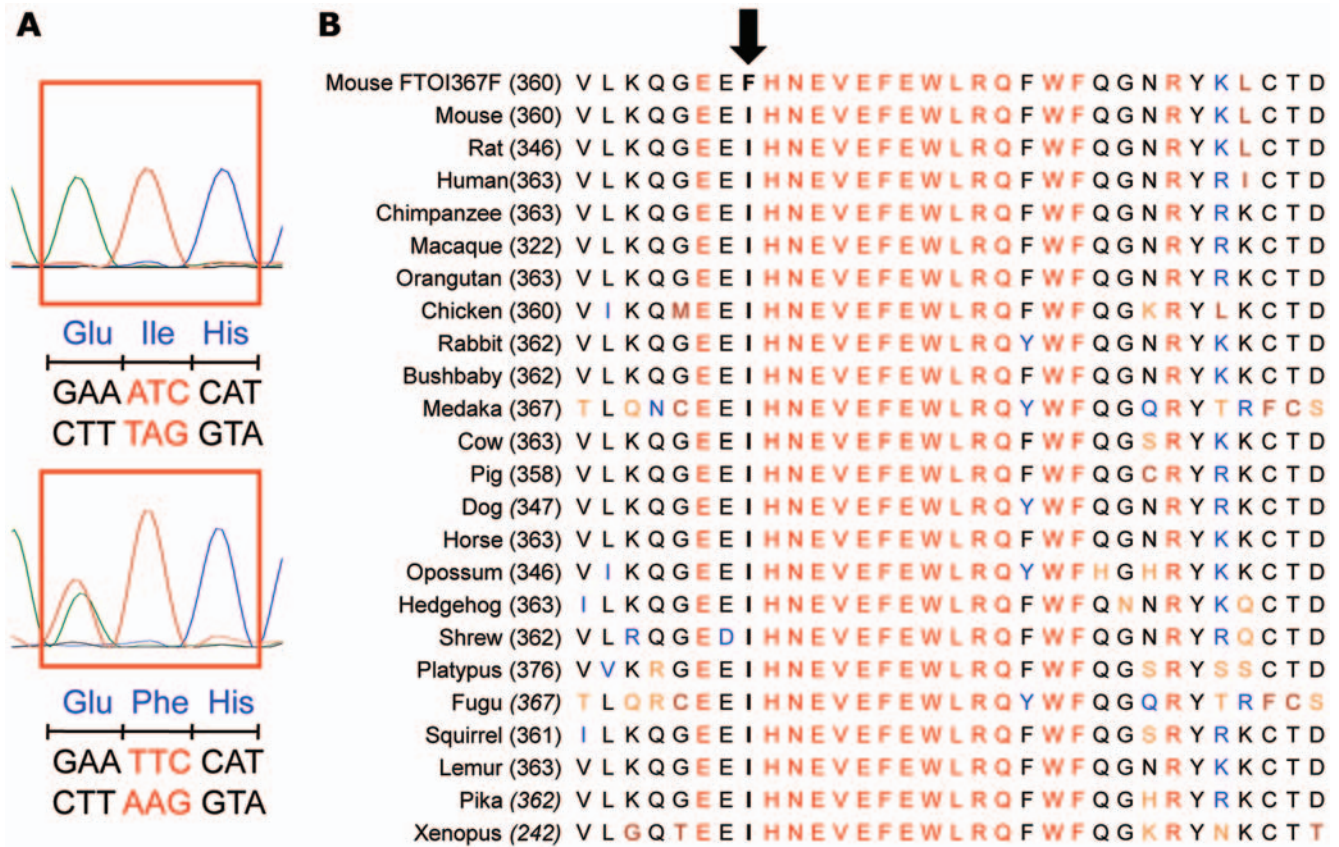 A
Glu Ile His
GAA ATC CAT
CTT TAG GTA
Glu Phe His
GAA TTC CAT
CTT AAG GTA
B
Mouse FTOI367F (360) V L K Q G E E F H N E V E F E W L R Q F W F Q G N R Y K L C T D
Mouse (360) V L K Q G E E I H N E V E F E W L R Q F W F Q G N R Y K L C T D
Rat (346) V L K Q G E E I H N E V E F E W L R Q F W F Q G N R Y K L C T D
Human(363) V L K Q G E E I H N E V E F E W L R Q F W F Q G N R Y R I C T D
Chimpanzee (363) V L K Q G E E I H N E V E F E W L R Q F W F Q G N R Y R K C T D
Macaque (322) V L K Q G E E I H N E V E F E W L R Q F W F Q G N R Y R K C T D
Orangutan (363) V L K Q G E E I H N E V E F E W L R Q F W F Q G N R Y R K C T D
Chicken (360) V I K Q M E E I H N E V E F E W L R Q F W F Q G K R Y L K C T D
Rabbit (362) V L K Q G E E I H N E V E F E W L R Q Y W F Q G N R Y K K C T D
Bushbaby (362) V L K Q G E E I H N E V E F E W L R Q F W F Q G N R Y K K C T D
Medaka (367) T L Q N C E E I H N E V E F E W L R Q Y W F Q G Q R Y T R F C S
Cow (363) V L K Q G E E I H N E V E F E W L R Q F W F Q G S R Y K K C T D
Pig (358) V L K Q G E E I H N E V E F E W L R Q F W F Q G C R Y R K C T D
Dog (347) V L K Q G E E I H N E V E F E W L R Q Y W F Q G N R Y R K C T D
Horse (363) V L K Q G E E I H N E V E F E W L R Q F W F Q G N R Y K K C T D
Opossum (346) V I K Q G E E I H N E V E F E W L R Q Y W F H G H R Y K K C T D
Hedgehog (363) I L K Q G E E I H N E V E F E W L R Q F W F Q N N R Y K Q C T D
Shrew (362) V L R Q G E D I H N E V E F E W L R Q F W F Q G N R Y R Q C T D
Platypus (376) V V K R G E E I H N E V E F E W L R Q F W F Q G S R Y S S C T D
Fugu (367) T L Q R C E E I H N E V E F E W L R Q Y W F Q G Q R Y T R F C S
Squirrel (361) I L K Q G E E I H N E V E F E W L R Q F W F Q G S R Y R K C T D
Lemur (363) V L K Q G E E I H N E V E F E W L R Q F W F Q G N R Y K K C T D
Pika (362) V L K Q G E E I H N E V E F E W L R Q F W F Q G H R Y R K C T D
Xenopus (242) V L G Q T E E I H N E V E F E W L R Q F W F Q G K R Y N K C T T